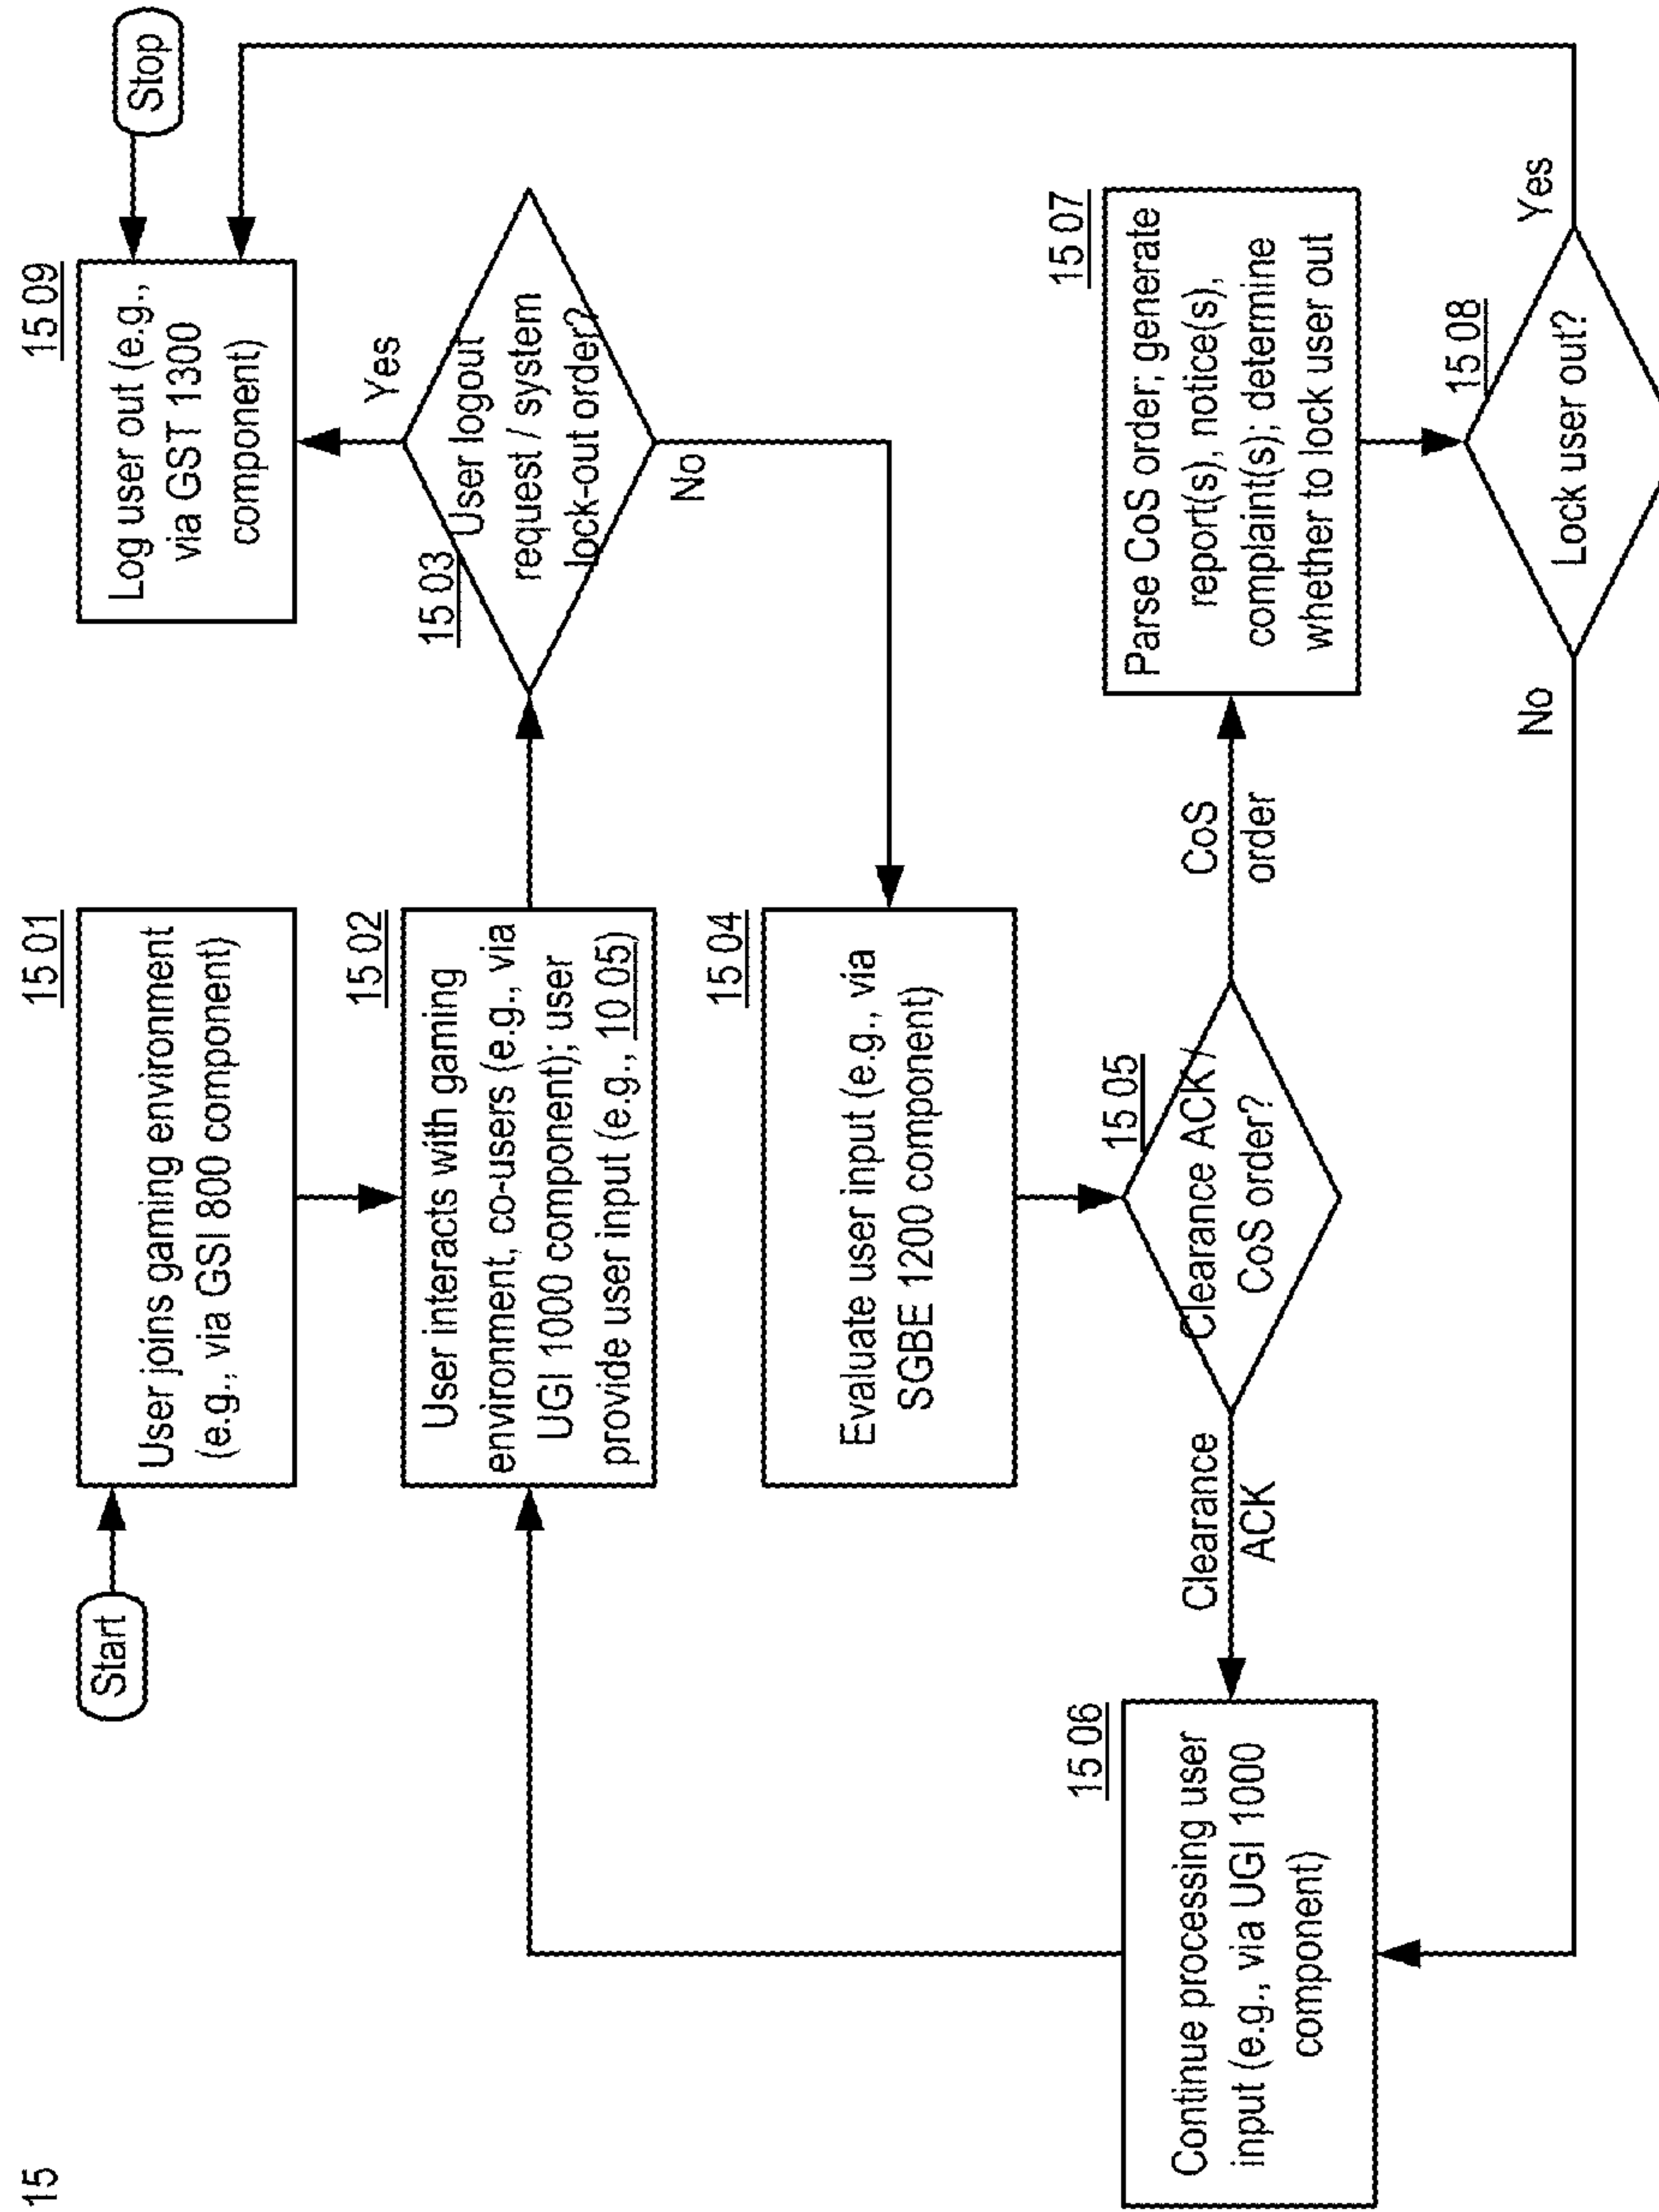 15
Start
15 01
User joins gaming environment
(e.g., via GSI 800 component)
15 02
User interacts with gaming
environment, co-users (e.g., via
UGI 1000 component); user
provide user input (e.g., 10 05)
15 03
User logout
request / system
lock-out order?
Yes
No
15 09
Log user out (e.g.,
via GST 1300
component)
Stop
15 04
Evaluate user input (e.g., via
SGBE 1200 component)
15 05
Clearance ACK /
CoS order?
Clearance
ACK
CoS
order
15 06
Continue processing user
input (e.g., via UGI 1000
component)
15 07
Parse CoS order; generate
report(s), notice(s),
complaint(s); determine
whether to lock user out
15 08
Lock user out?
No
Yes